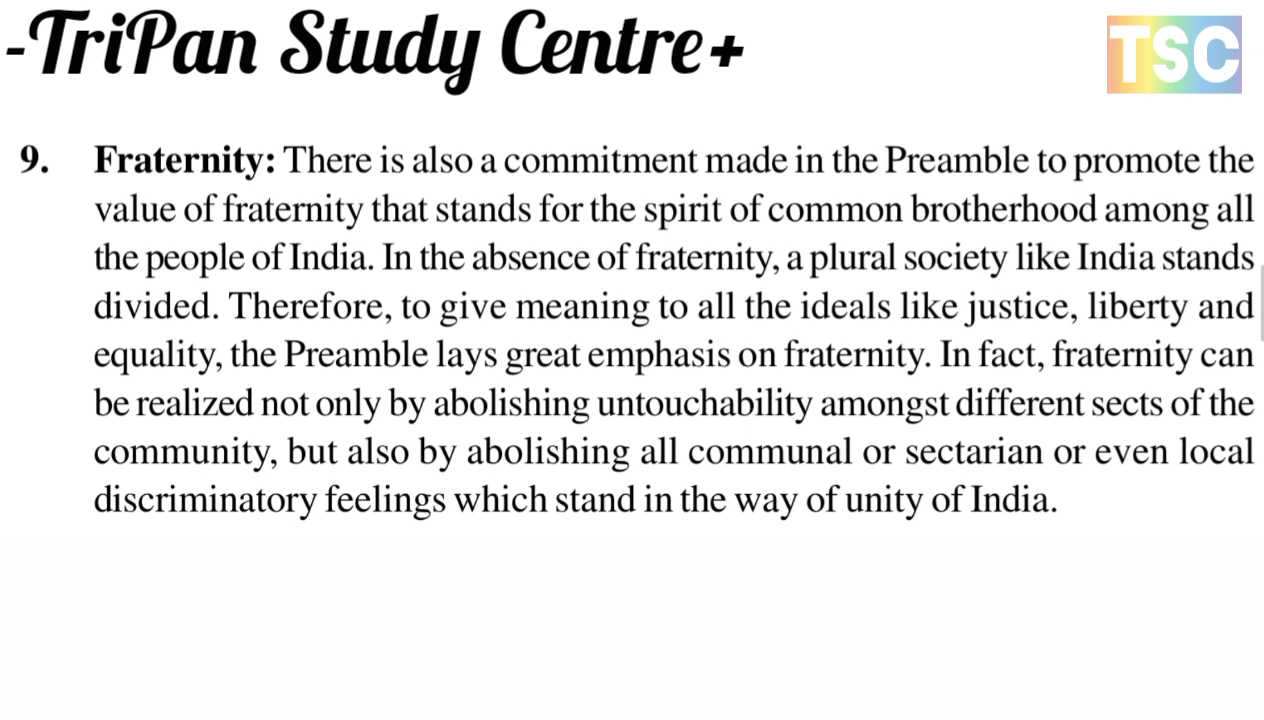 -TriPan Study Centre+
TSC
9. Fraternity: There is also a commitment made in the Preamble to promote the
value of fraternity that stands for the spirit of common brotherhood among all
the people of India. In the absence of fraternity, a plural society like India stands
divided. Therefore, to give meaning to all the ideals like justice, liberty and
equality, the Preamble lays great emphasis on fraternity. In fact, fraternity can
be realized not only by abolishing untouchability amongst different sects of the
community, but also by abolishing all communal or sectarian or even local
discriminatory feelings which stand in the way of unity of India.